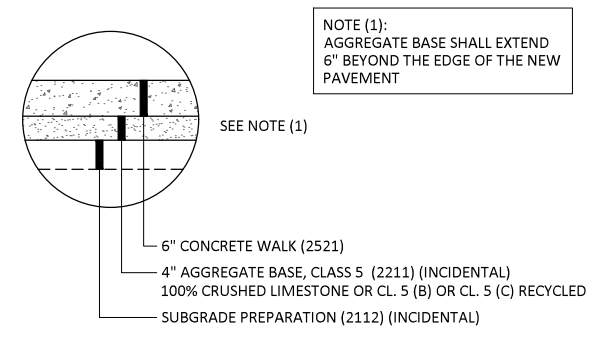 NOTE (1):
AGGREGATE BASE SHALL EXTEND
6" BEYOND THE EDGE OF THE NEW
PAVEMENT
SEE NOTE (1)
6" CONCRETE WALK (2521)
4" AGGREGATE BASE, CLASS 5 (2211) (INCIDENTAL)
100% CRUSHED LIMESTONE OR CL. 5 (B) OR CL. 5 (C) RECYCLED
SUBGRADE PREPARATION (2112) (INCIDENTAL)